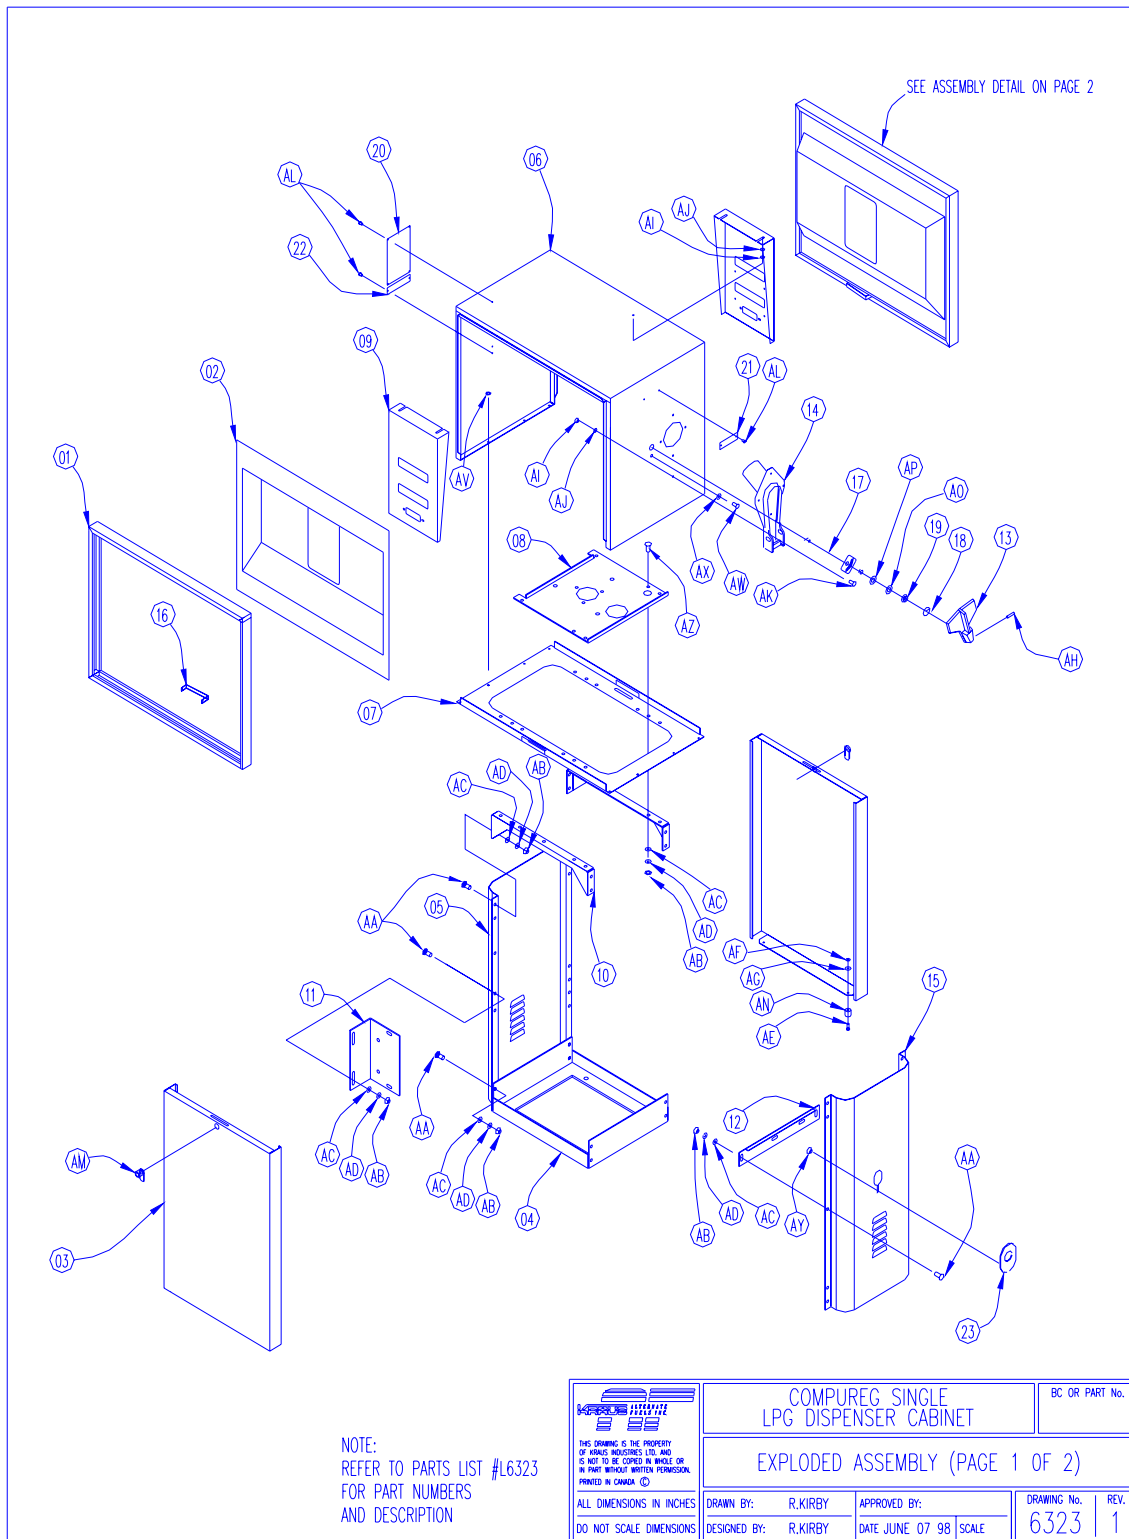 SEE ASSEMBLY DETAIL ON PAGE 2
20
06
AL
AJ
AI
22
09
02
21
AL
14
01
AV
AI
AJ
17
AP
AO
19
18
13
08
AX
AW
AK
AZ
16
AH
07
AC
AD
AB
AA
05
AC
AD
AB
10
AF
AG
AN
AE
15
11
12
AA
AC
AD
AB
AC
AD
AB
04
AM
03
AB
AD
AC
AY
AA
23
NOTE:
REFER TO PARTS LIST #L6323
FOR PART NUMBERS
AND DESCRIPTION
KRAUS ALTERNATE
FUELS INC.
THIS DRAWING IS THE PROPERTY
OF KRAUS INDUSTRIES LTD. AND
IS NOT TO BE COPIED IN WHOLE OR
IN PART WITHOUT WRITTEN PERMISSION.
PRINTED IN CANADA ©
ALL DIMENSIONS IN INCHES
DO NOT SCALE DIMENSIONS
COMPUREG SINGLE
LPG DISPENSER CABINET
BC OR PART No.
EXPLODED ASSEMBLY (PAGE 1 OF 2)
DRAWN BY: R.KIRBY
APPROVED BY:
DESIGNED BY: R.KIRBY
DATE JUNE 07 98
SCALE
DRAWING No.
6323
REV.
1